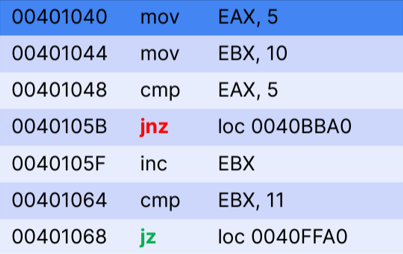 00401040 mov EAX, 5
00401044 mov EBX, 10
00401048 cmp EAX, 5
0040105B jnz loc 0040BBA0
0040105F inc EBX
00401064 cmp EBX, 11
00401068 jz loc 0040FFA0